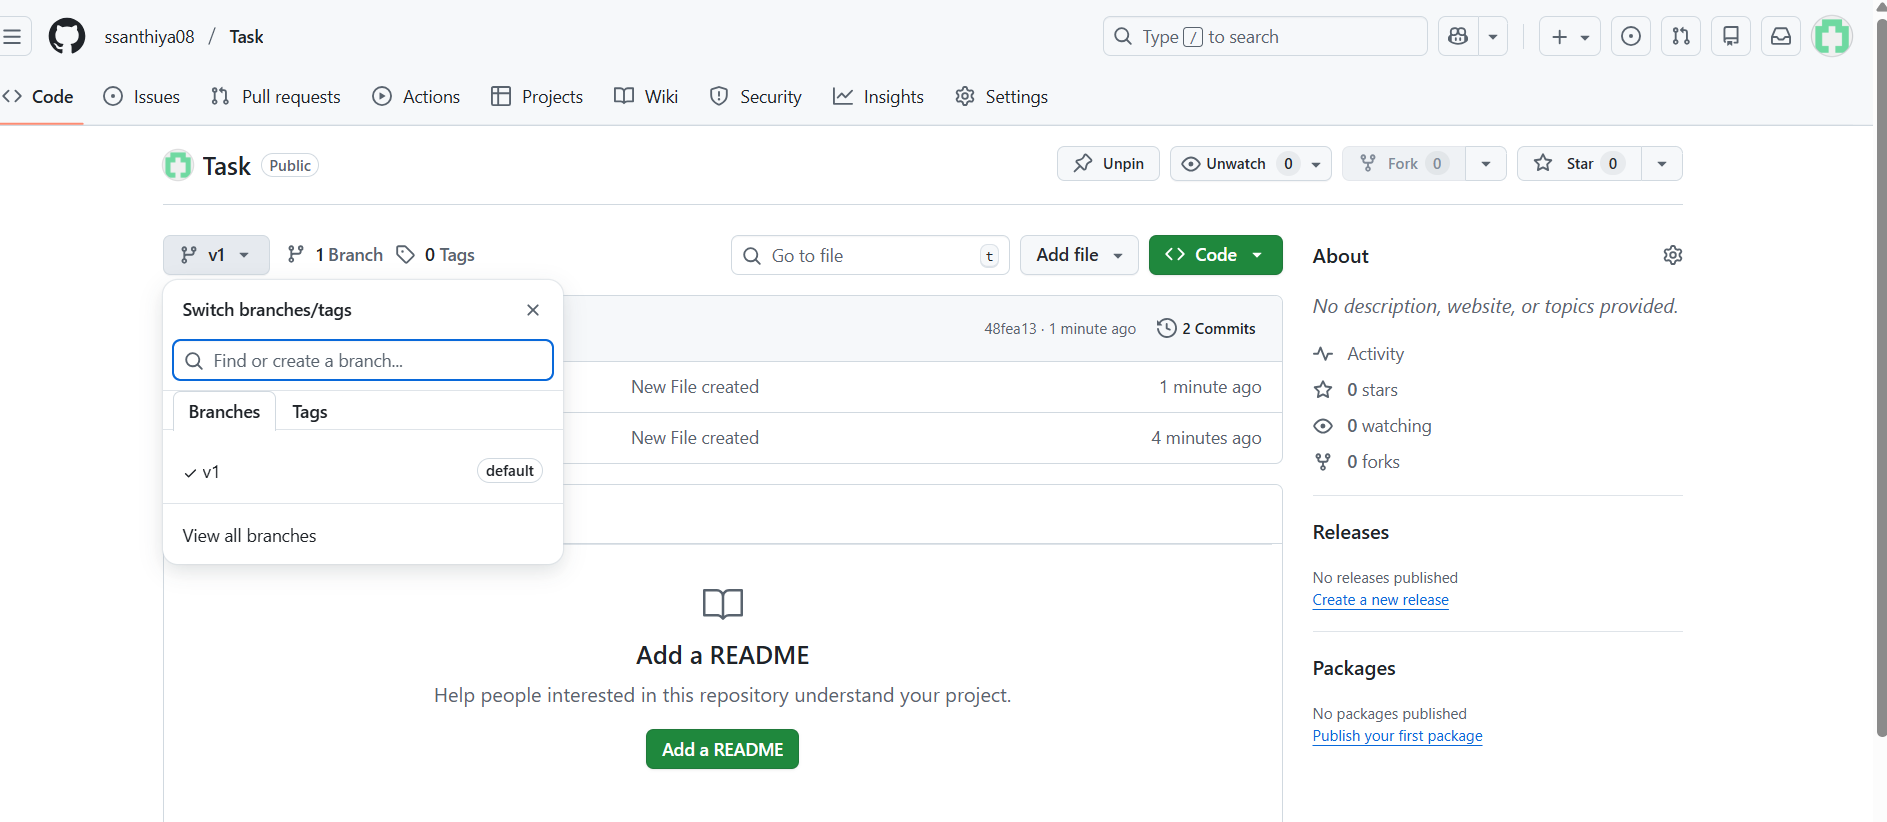 ssanthiya08 / Task
Type / to search
Code Issues Pull requests Actions Projects Wiki Security Insights Settings
Task Public
Unpin Unwatch 0 Fork 0 Star 0
v1 1 Branch 0 Tags Go to file t Add file Code
Switch branches/tags
Find or create a branch...
Branches Tags
v1 default
View all branches
48fea13 · 1 minute ago 2 Commits
New File created 1 minute ago
New File created 4 minutes ago
Add a README
Help people interested in this repository understand your project.
Add a README
About
No description, website, or topics provided.
Activity
0 stars
0 watching
0 forks
Releases
No releases published
Create a new release
Packages
No packages published
Publish your first package